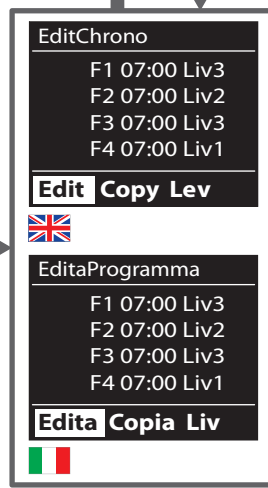 EditChrono
F1 07:00 Liv3
F2 07:00 Liv2
F3 07:00 Liv3
F4 07:00 Liv1
Edit Copy Lev
EditaProgramma
F1 07:00 Liv3
F2 07:00 Liv2
F3 07:00 Liv3
F4 07:00 Liv1
Edita Copia Liv